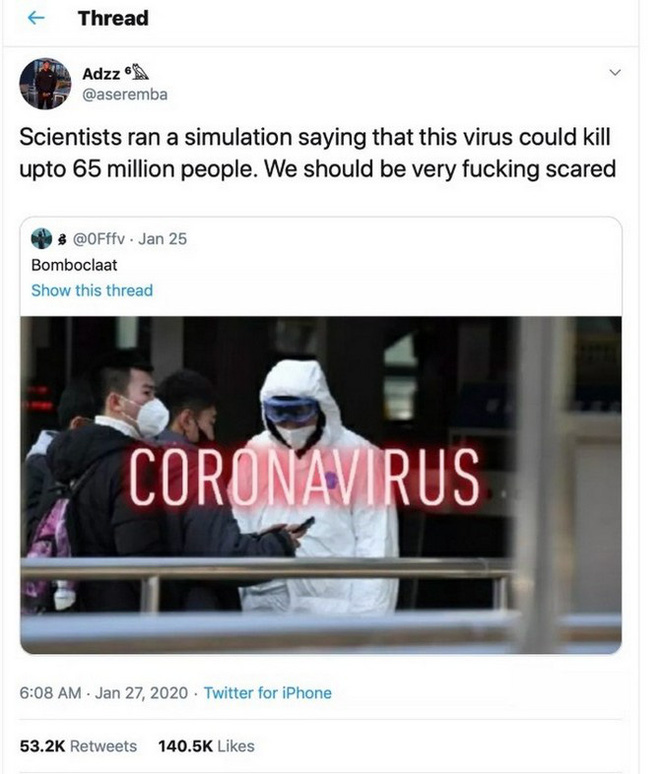 Thread
Adzz ⁶
@aseremba
Scientists ran a simulation saying that this virus could kill
upto 65 million people. We should be very fucking scared
@0Fffv · Jan 25
Bomboclaat
Show this thread
CORONAVIRUS
6:08 AM · Jan 27, 2020 · Twitter for iPhone
53.2K Retweets 140.5K Likes